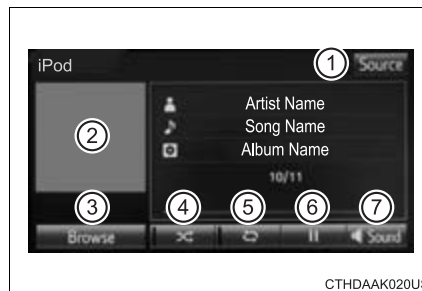 iPod
1
Source
2
Artist Name
Song Name
Album Name
10/11
3
4
5
6
7
Browse
Sound
CTHDAAK020US